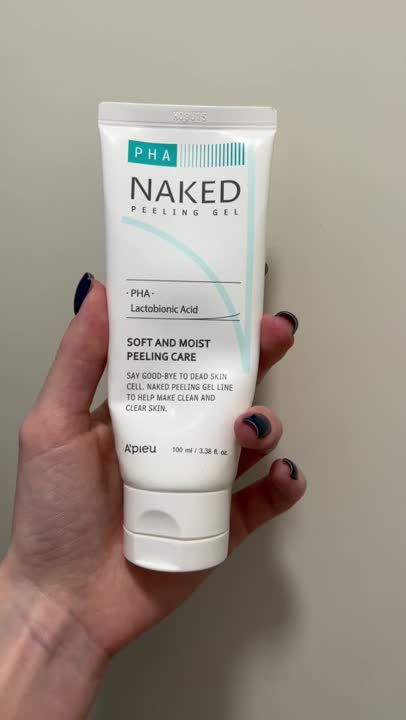 PHA
NAKED
PEELING GEL
· PHA ·
Lactobionic Acid
SOFT AND MOIST
PEELING CARE
SAY GOOD-BYE TO DEAD SKIN
CELL. NAKED PEELING GEL LINE
TO HELP MAKE CLEAN AND
CLEAR SKIN.
A'PIEU 100 ml / 3.38 fl. oz.